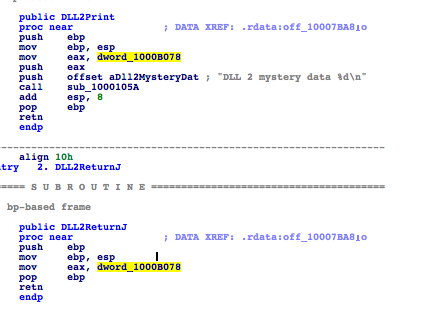 public DLL2Print
proc near ; DATA XREF: .rdata:off_10007BA8↓o
push ebp
mov ebp, esp
mov eax, dword_1000B078
push eax
push offset aDll2MysteryDat ; "DLL 2 mystery data %d\n"
call sub_1000105A
add esp, 8
pop ebp
retn
endp
align 10h
try 2. DLL2ReturnJ
===== S U B R O U T I N E =======================================
bp-based frame
public DLL2ReturnJ
proc near ; DATA XREF: .rdata:off_10007BA8↓o
push ebp
mov ebp, esp
mov eax, dword_1000B078
pop ebp
retn
endp